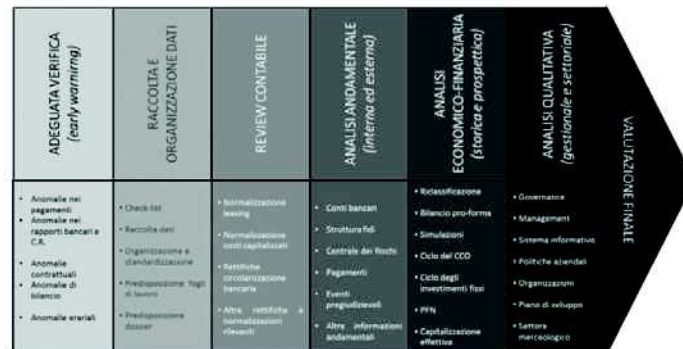 ADEGUATA VERIFICA
(early warnirng)
RACCOLTA E
ORGANIZZAZIONE DATI
REVIEW CONTABILE
ANALISI ANDAMENTALE
(interna ed esterna)
ANALISI
ECONOMICO-FINANZIARIA
(storica e prospettica)
ANALISI QUALITATIVA
(gestionale e settoriale)
VALUTAZIONE FINALE
• Anomalie nei
pagamenti
• Anomalie nei
rapporti bancari e
C.R.
• Anomalie
contrattuali
• Anomalie di
bilancio
• Anomalie erariali
• Check-list
• Raccolta dati
• Organizzazione e
standardizzazione
• Predisposizione fogli
di lavoro
• Predisposizione
dossier
• Normalizzazione
leasing
• Normalizzazione
costi capitalizzati
• Rettifiche
circolarizzazione
bancaria
• Altre rettifiche e
normalizzazioni
rilevanti
• Conti bancari
• Struttura fidi
• Centrale dei Rischi
• Pagamenti
• Eventi
pregiudizievoli
• Altre informazioni
andamentali
• Riclassificazione
• Bilancio pro-forma
• Simulazioni
• Ciclo del CCO
• Ciclo degli
investimenti fissi
• PFN
• Capitalizzazione
effettiva
• Governance
• Management
• Sistema informativo
• Politiche aziendali
• Organizzazioni
• Piano di sviluppo
• Settore
merceologico